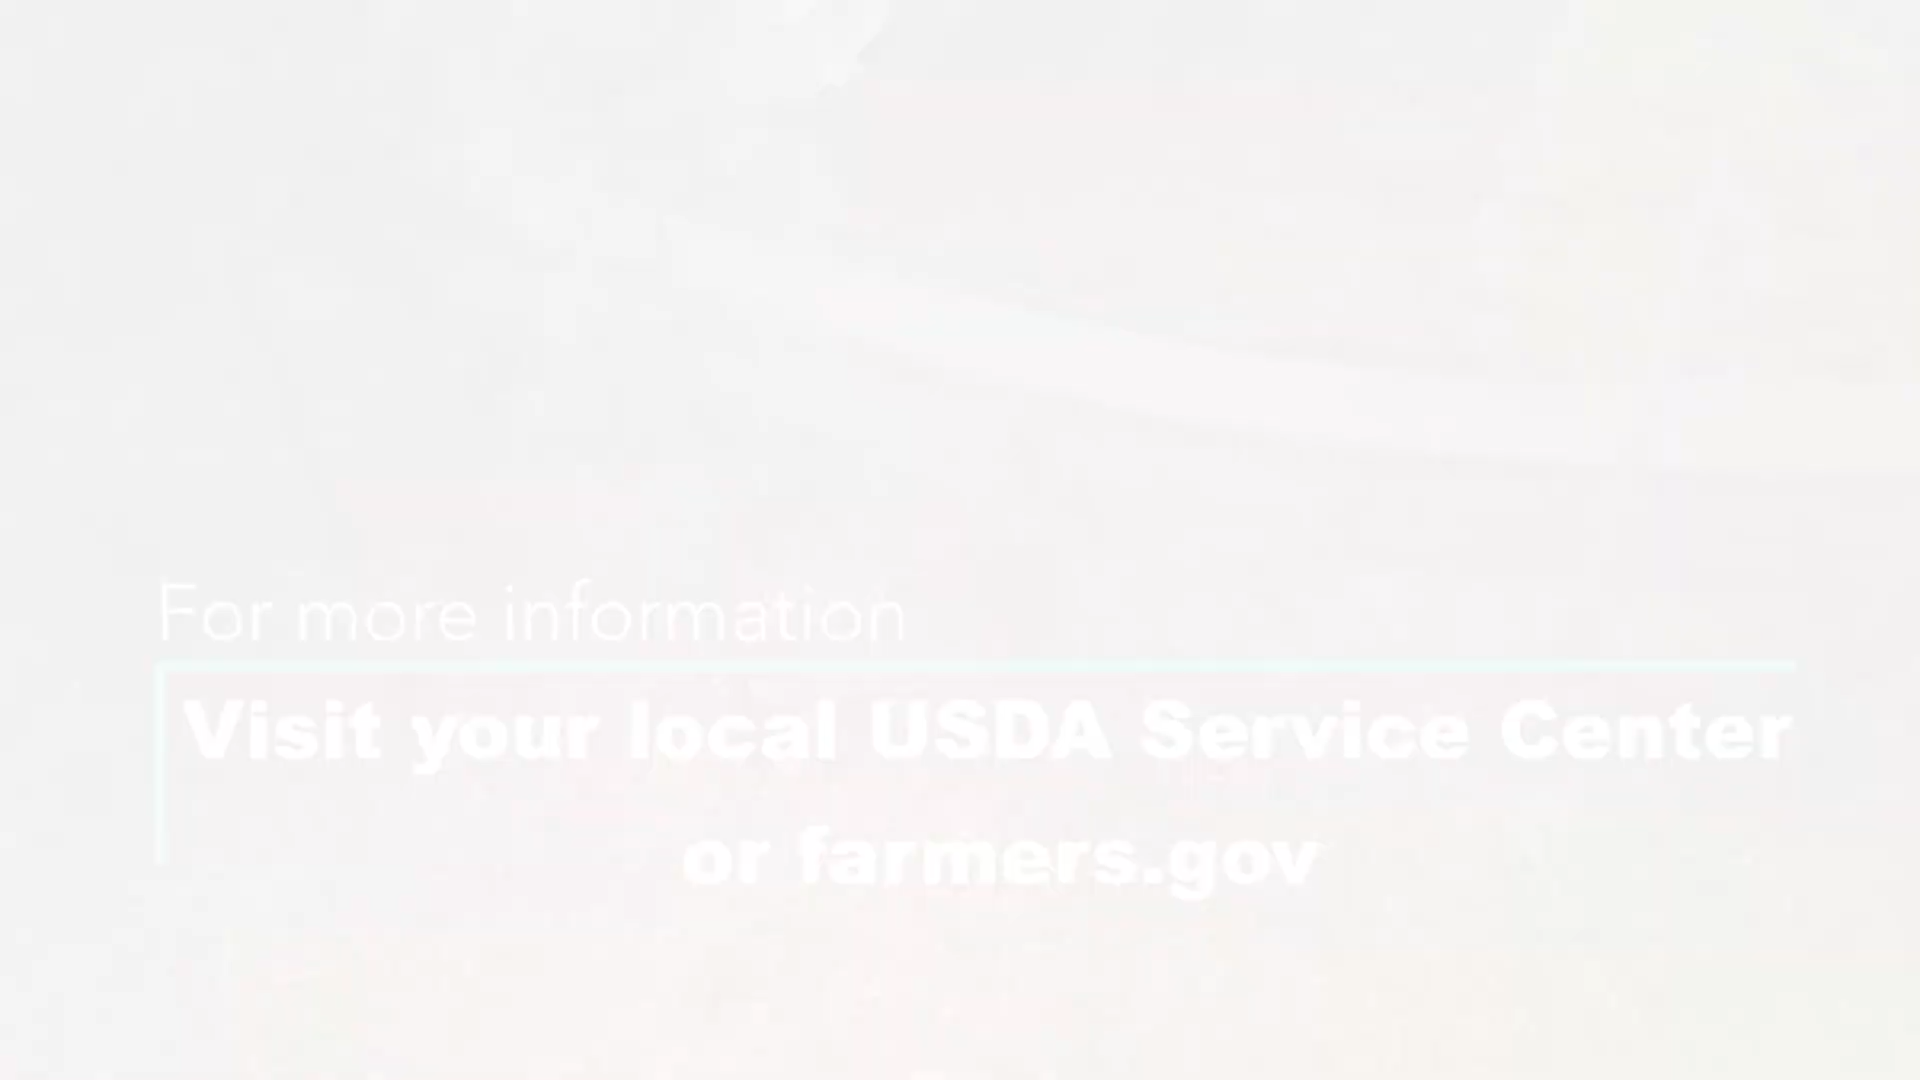 For more information
Visit your local USDA Service Center
or farmers.gov